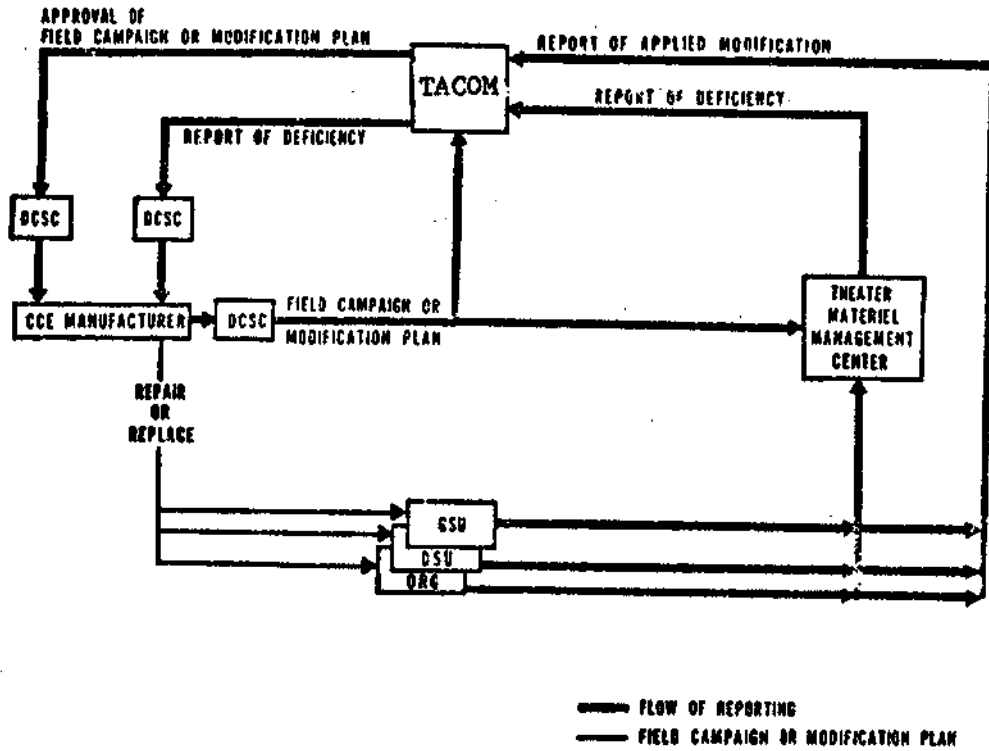 APPROVAL OF
FIELD CAMPAIGN OR MODIFICATION PLAN
REPORT OF APPLIED MODIFICATION
TACOM
REPORT OF DEFICIENCY
REPORT OF DEFICIENCY
DCSC
DCSC
CCE MANUFACTURER
DCSC
FIELD CAMPAIGN OR
MODIFICATION PLAN
THEATER
MATERIEL
MANAGEMENT
CENTER
REPAIR
OR
REPLACE
GSU
DSU
ORG
FLOW OF REPORTING
FIELD CAMPAIGN OR MODIFICATION PLAN